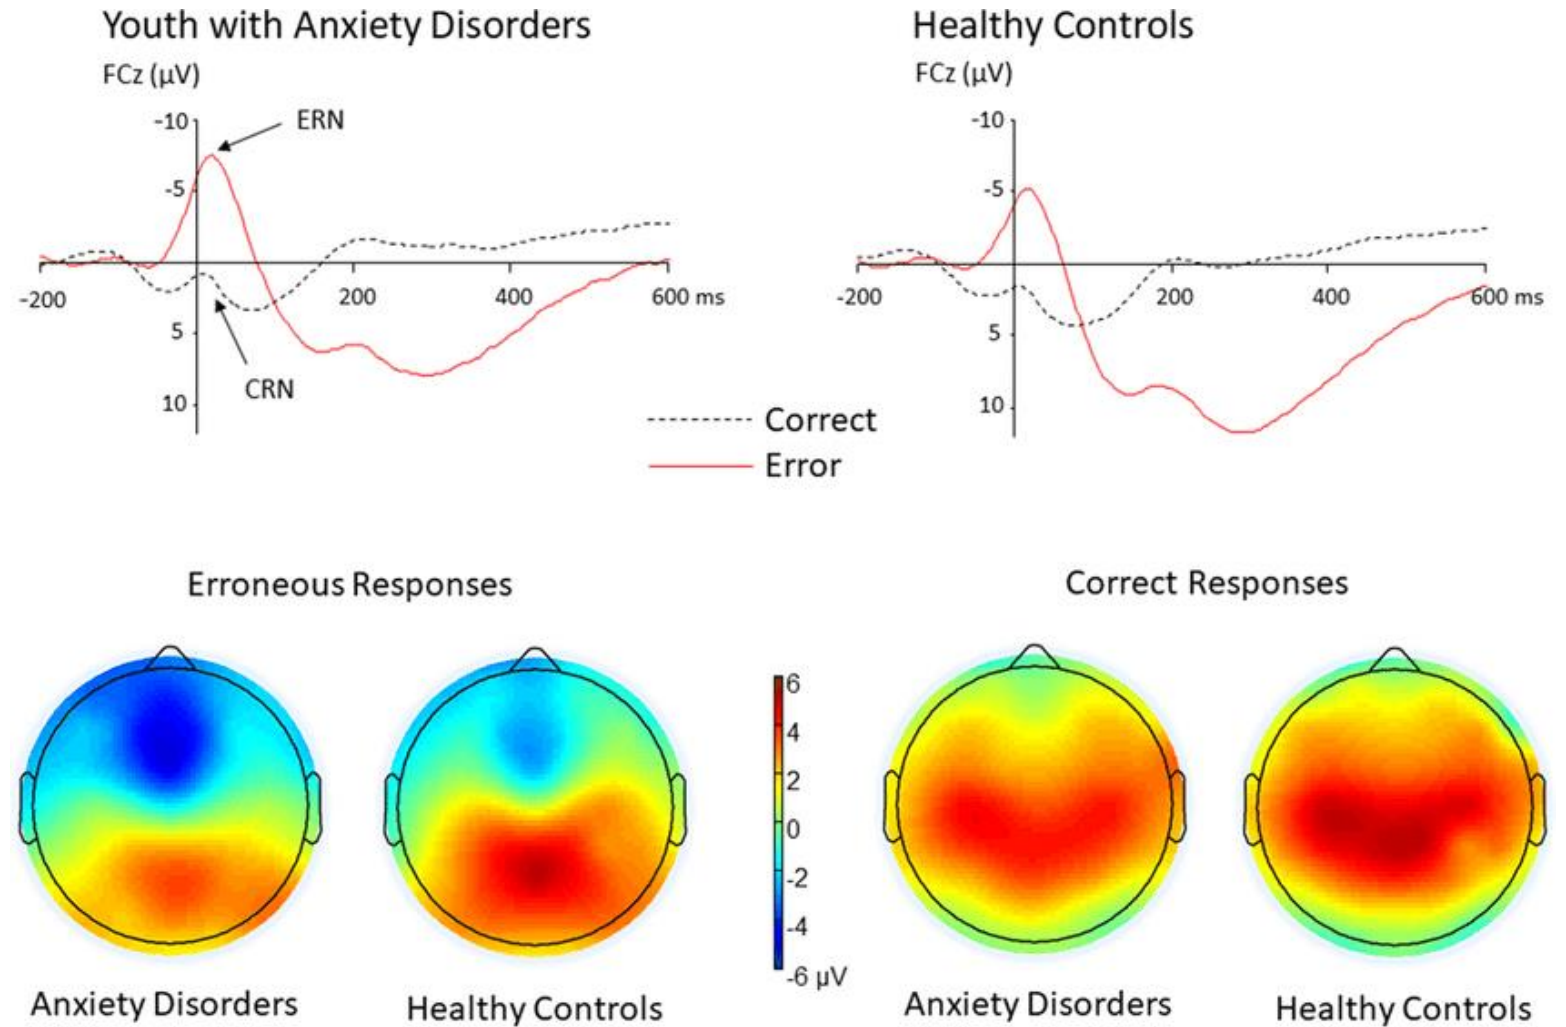 Youth with Anxiety Disorders
FCz (µV)
-10
ERN
-5
-200
200
400
600 ms
5
CRN
10
Healthy Controls
FCz (µV)
-10
-5
-200
200
400
600 ms
5
10
Correct
Error
Erroneous Responses
Correct Responses
6
4
2
0
-2
-4
-6 µV
Anxiety Disorders
Healthy Controls
Anxiety Disorders
Healthy Controls